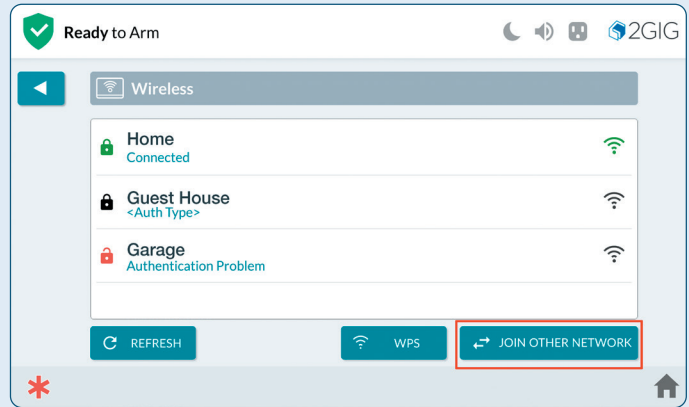 Ready to Arm
2GIG
Wireless
Home
Connected
Guest House
<Auth Type>
Garage
Authentication Problem
REFRESH
WPS
JOIN OTHER NETWORK